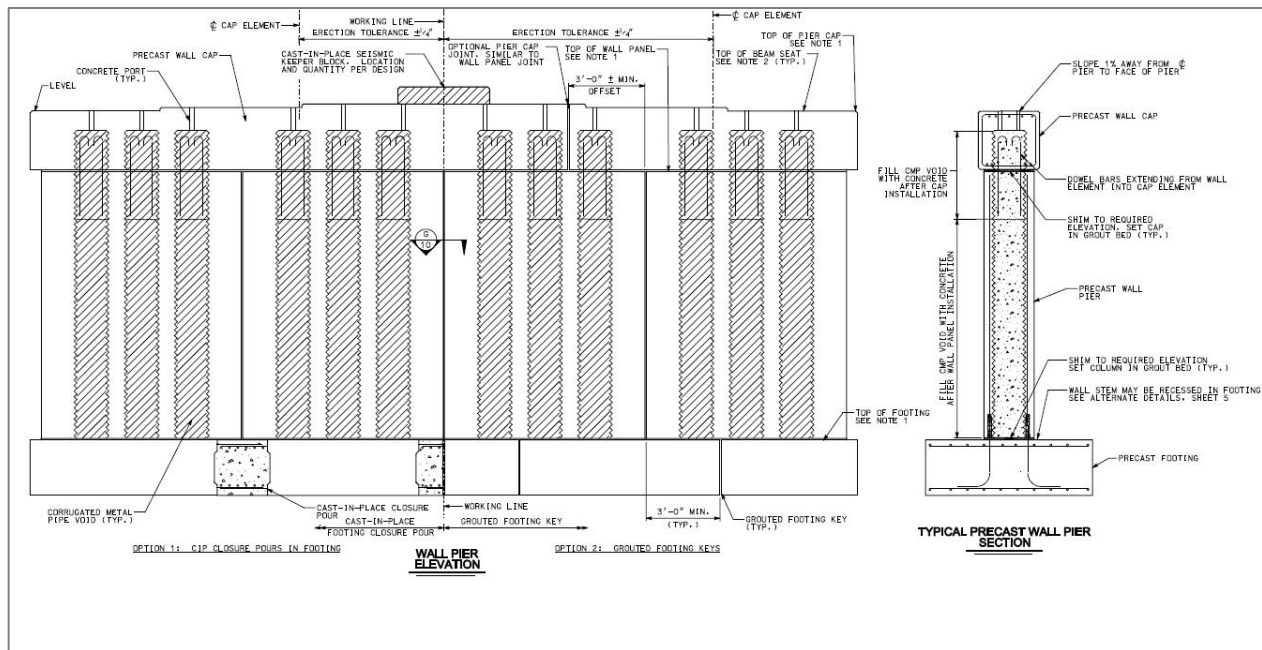 ℄ CAP ELEMENT
WORKING LINE
ERECTION TOLERANCE ±1/4"
ERECTION TOLERANCE ±1/4"
℄ CAP ELEMENT
PRECAST WALL CAP
CONCRETE PORT
(TYP.)
LEVEL
CAST-IN-PLACE SEISMIC
KEEPER BLOCK. LOCATION
AND QUANTITY PER DESIGN
OPTIONAL PIER CAP
JOINT. SIMILAR TO
WALL PANEL JOINT
TOP OF WALL PANEL
SEE NOTE 1
3'-0" ± MIN.
OFFSET
TOP OF PIER CAP
SEE NOTE 1
TOP OF BEAM SEAT
SEE NOTE 2 (TYP.)
G
10
TOP OF FOOTING
SEE NOTE 1
CORRUGATED METAL
PIPE VOID (TYP.)
CAST-IN-PLACE CLOSURE
POUR
CAST-IN-PLACE
FOOTING CLOSURE POUR
WORKING LINE
GROUTED FOOTING KEY
3'-0" MIN.
(TYP.)
GROUTED FOOTING KEY
(TYP.)
OPTION 1: CIP CLOSURE POURS IN FOOTING
WALL PIER
ELEVATION
OPTION 2: GROUTED FOOTING KEYS
SLOPE 1% AWAY FROM ℄
PIER TO FACE OF PIER
PRECAST WALL CAP
FILL CMP VOID
WITH CONCRETE
AFTER CAP
INSTALLATION
DOWEL BARS EXTENDING FROM WALL
ELEMENT INTO CAP ELEMENT
SHIM TO REQUIRED
ELEVATION. SET CAP
IN GROUT BED (TYP.)
FILL CMP VOID WITH CONCRETE
AFTER WALL PANEL INSTALLATION
PRECAST WALL
PIER
SHIM TO REQUIRED ELEVATION
SET COLUMN IN GROUT BED (TYP.)
WALL STEM MAY BE RECESSED IN FOOTING
SEE ALTERNATE DETAILS, SHEET 5
PRECAST FOOTING
TYPICAL PRECAST WALL PIER
SECTION